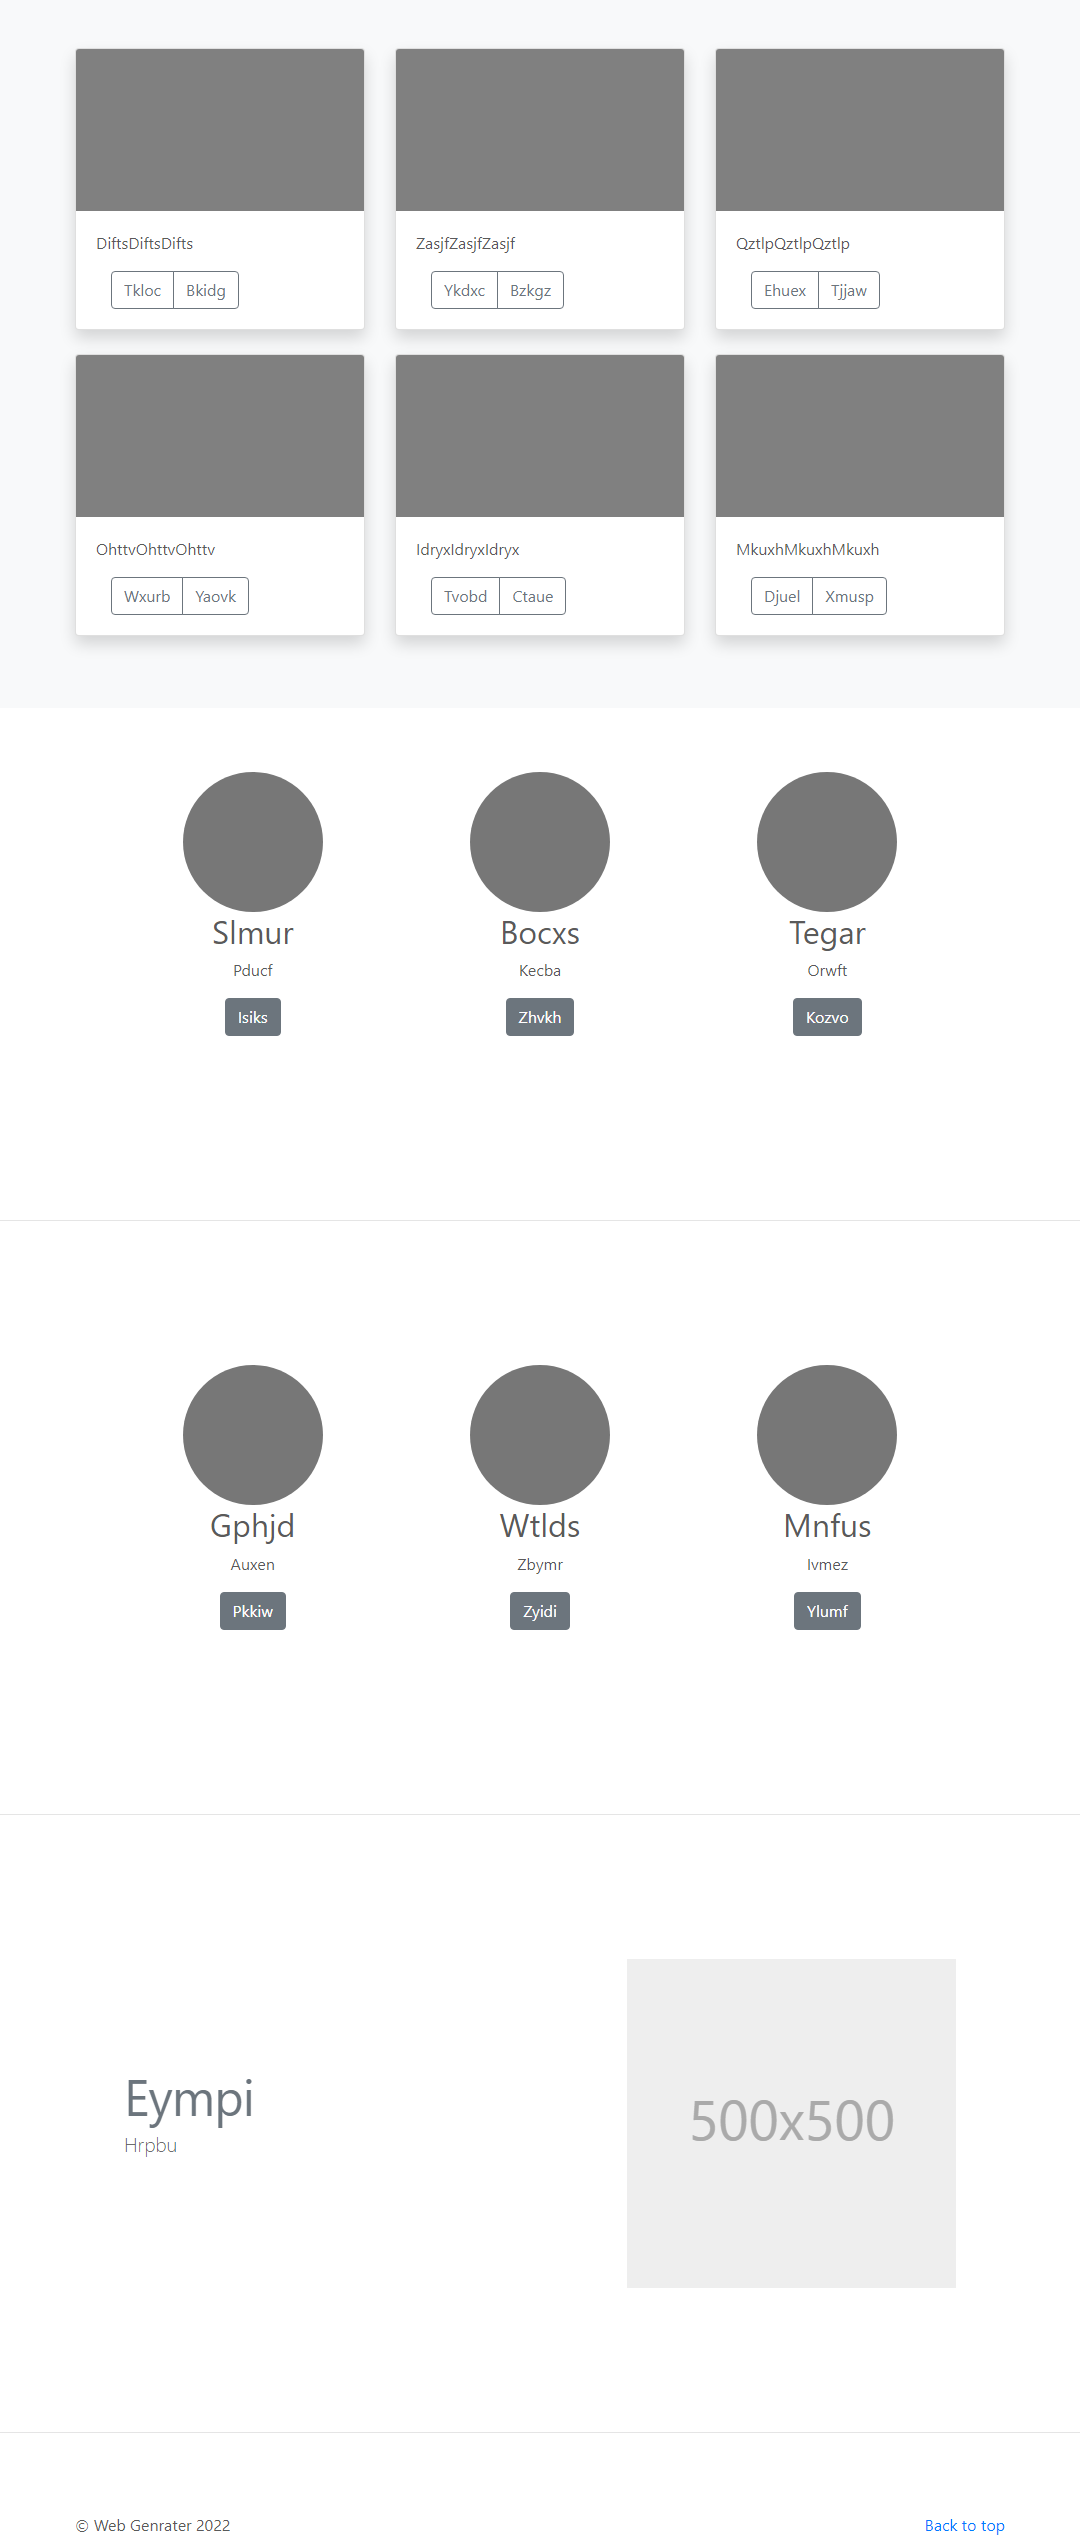 DiftsDiftsDifts
Tkloc Bkidg
ZasjfZasjfZasjf
Ykdxc Bzkgz
QztlpQztlpQztlp
Ehuex Tjjaw
OhttvOhttvOhttv
Wxurb Yaovk
IdryxIdryxIdryx
Tvobd Ctaue
MkuxhMkuxhMkuxh
Djuel Xmusp
Slmur
Pducf
Isiks
Bocxs
Kecba
Zhvkh
Tegar
Orwft
Kozvo
Gphjd
Auxen
Pkkiw
Wtlds
Zbymr
Zyidi
Mnfus
Ivmez
Ylumf
Eympi
Hrpbu
500x500
© Web Genrater 2022
Back to top